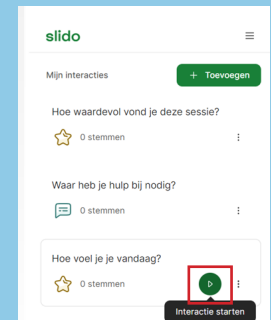 slido
Mijn interacties
+ Toevoegen
Hoe waardevol vond je deze sessie?
0 stemmen
Waar heb je hulp bij nodig?
0 stemmen
Hoe voel je je vandaag?
0 stemmen
Interactie starten